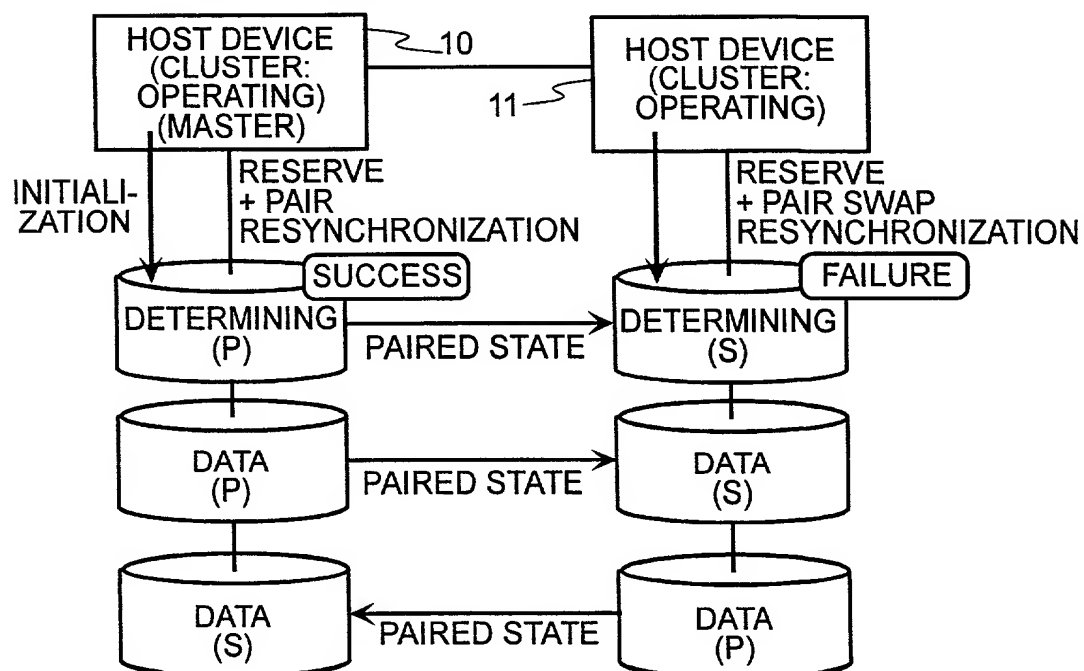 HOST DEVICE
(CLUSTER:
OPERATING)
(MASTER)
10
HOST DEVICE
(CLUSTER:
OPERATING)
11
INITIALI-
ZATION
RESERVE
+ PAIR
RESYNCHRONIZATION
RESERVE
+ PAIR SWAP
RESYNCHRONIZATION
SUCCESS
FAILURE
DETERMINING
(P)
PAIRED STATE
DETERMINING
(S)
DATA
(P)
PAIRED STATE
DATA
(S)
DATA
(S)
PAIRED STATE
DATA
(P)